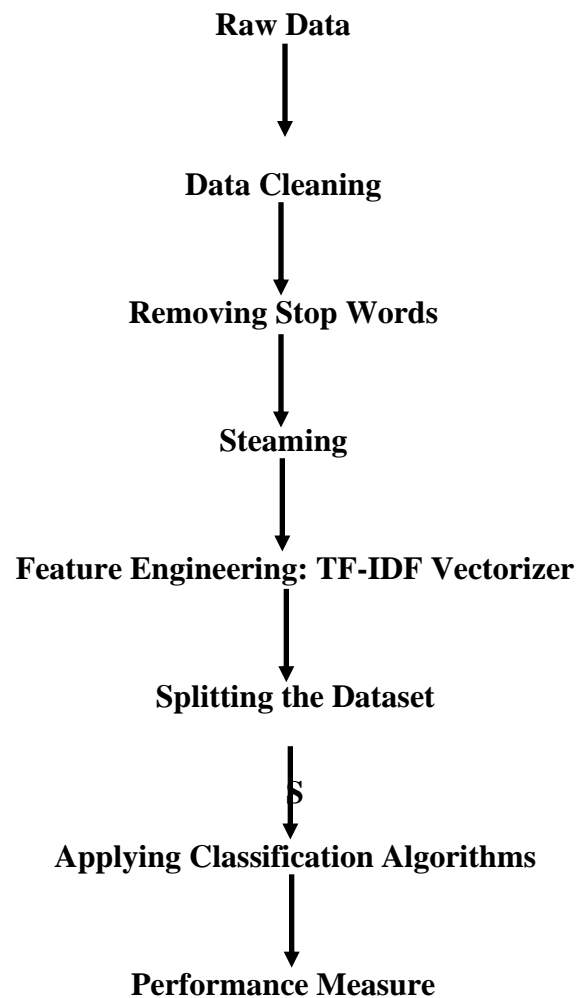 Raw Data
Data Cleaning
Removing Stop Words
Steaming
Feature Engineering: TF-IDF Vectorizer
Splitting the Dataset
S
Applying Classification Algorithms
Performance Measure